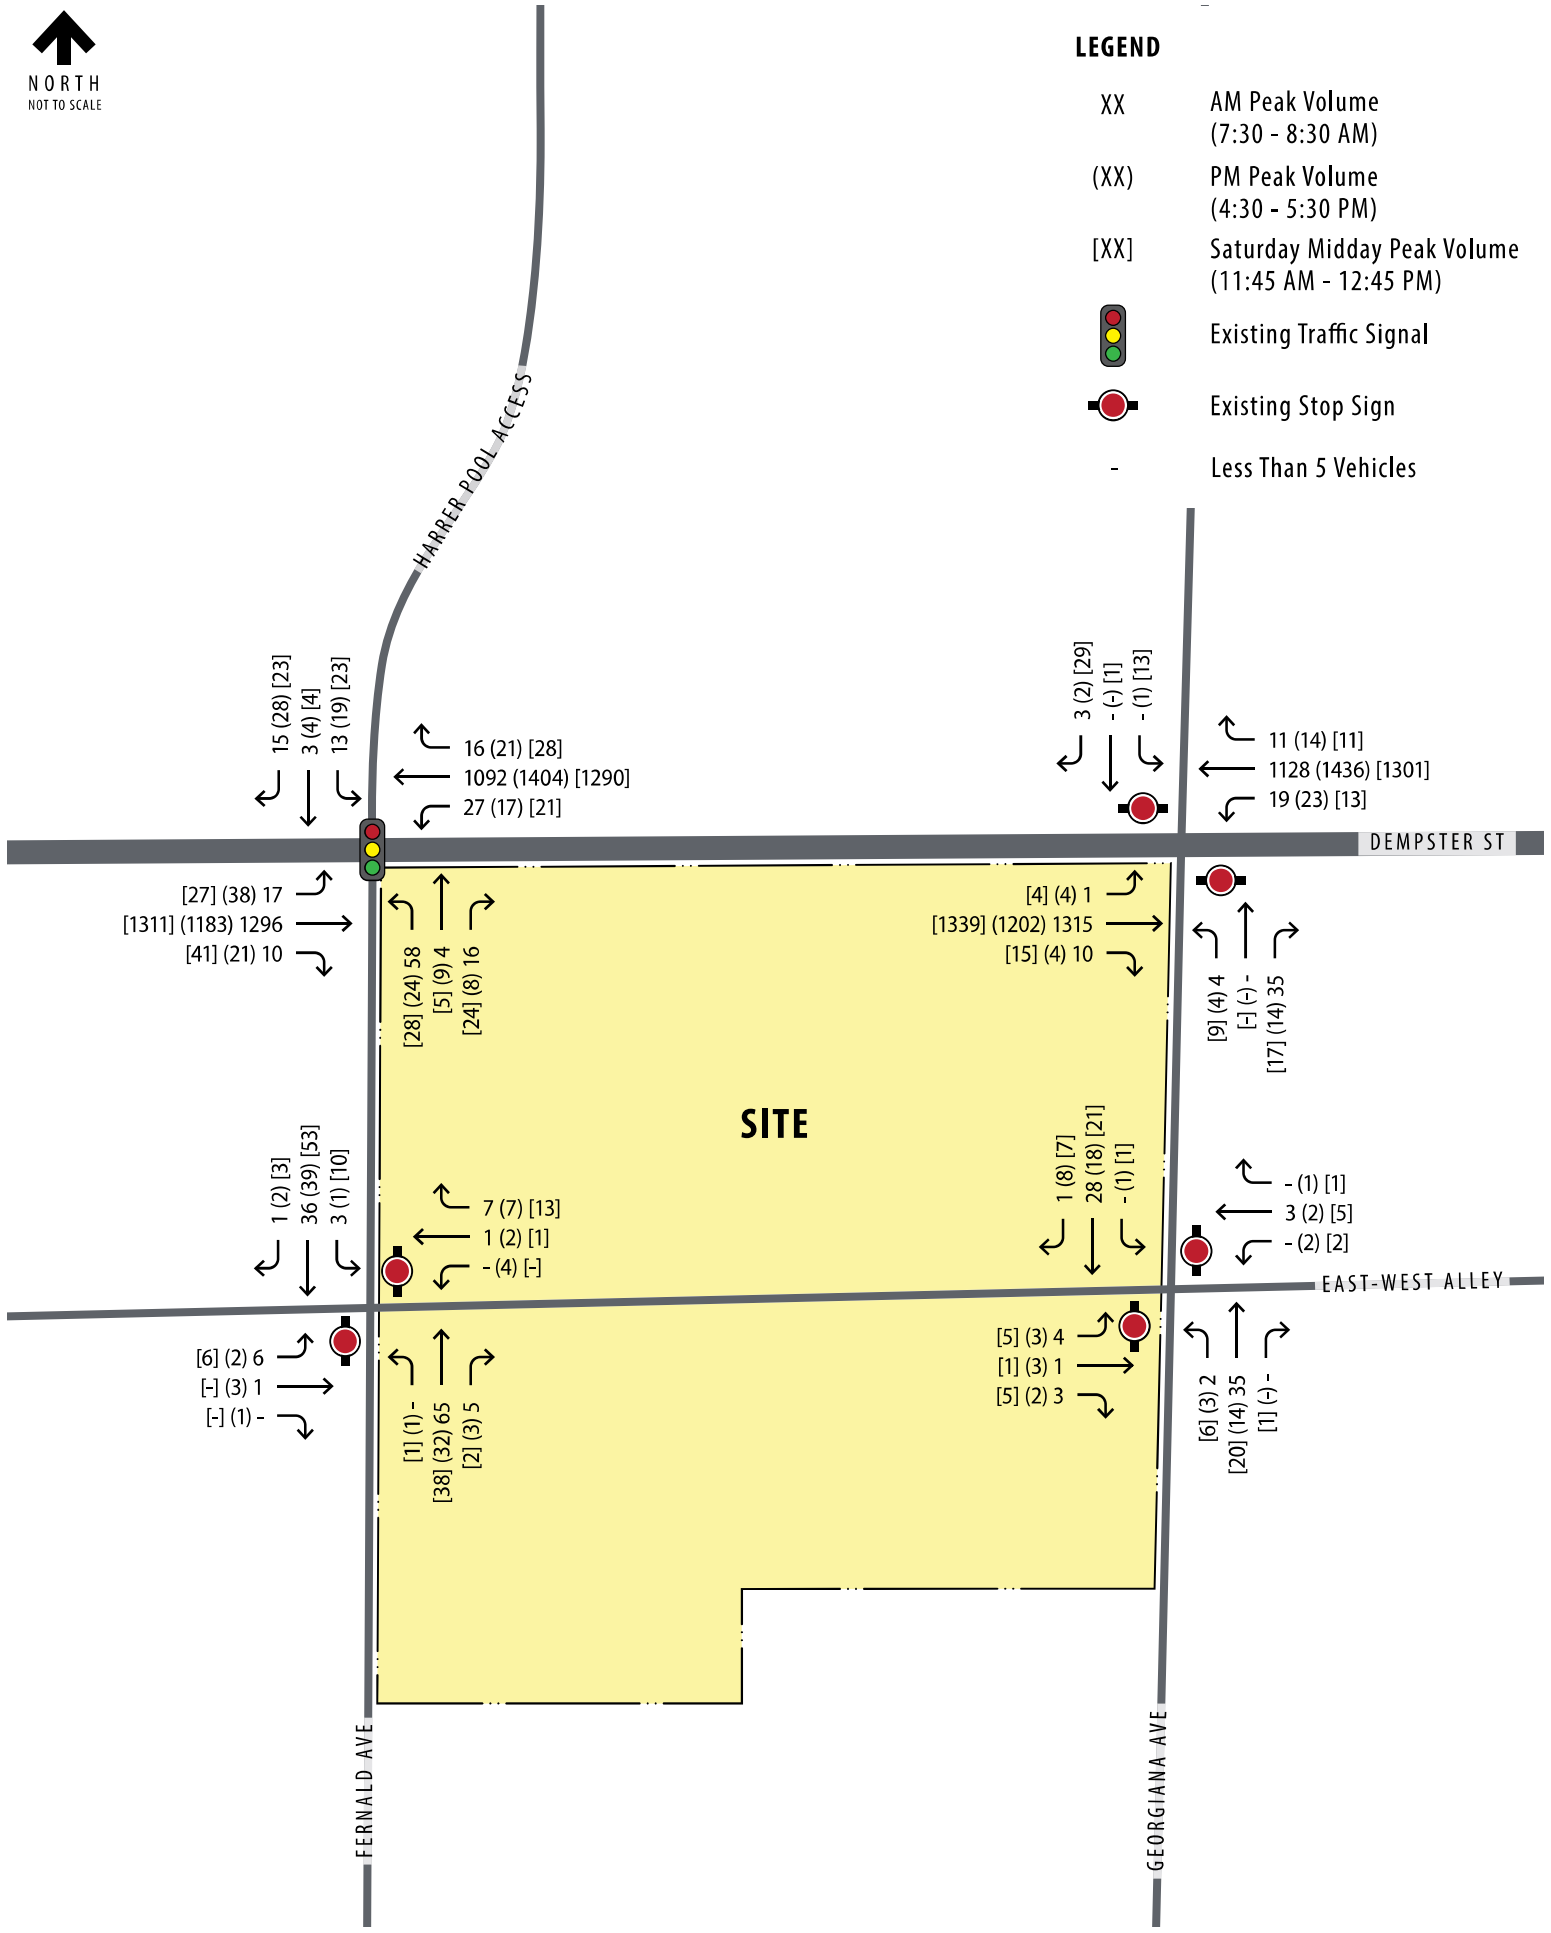 NORTH
NOT TO SCALE
LEGEND
XX
AM Peak Volume
(7:30 - 8:30 AM)
(XX)
PM Peak Volume
(4:30 - 5:30 PM)
[XX]
Saturday Midday Peak Volume
(11:45 AM - 12:45 PM)
Existing Traffic Signal
Existing Stop Sign
-
Less Than 5 Vehicles
HARRER POOL ACCESS
15 (28) [23]
3 (4) [4]
13 (19) [23]
16 (21) [28]
1092 (1404) [1290]
27 (17) [21]
3 (2) [29]
- (-) [1]
- (1) [13]
11 (14) [11]
1128 (1436) [1301]
19 (23) [13]
DEMPSTER ST
[27] (38) 17
[1311] (1183) 1296
[41] (21) 10
[28] (24) 58
[5] (9) 4
[24] (8) 16
[4] (4) 1
[1339] (1202) 1315
[15] (4) 10
[9] (4) 4
[-] (-) -
[17] (14) 35
SITE
1 (2) [3]
36 (39) [53]
3 (1) [10]
7 (7) [13]
1 (2) [1]
- (4) [-]
1 (8) [7]
28 (18) [21]
- (1) [1]
- (1) [1]
3 (2) [5]
- (2) [2]
EAST-WEST ALLEY
[6] (2) 6
[-] (3) 1
[-] (1) -
[1] (1) -
[38] (32) 65
[2] (3) 5
[5] (3) 4
[1] (3) 1
[5] (2) 3
[6] (3) 2
[20] (14) 35
[1] (-) -
FERNALD AVE
GEORGIANA AVE